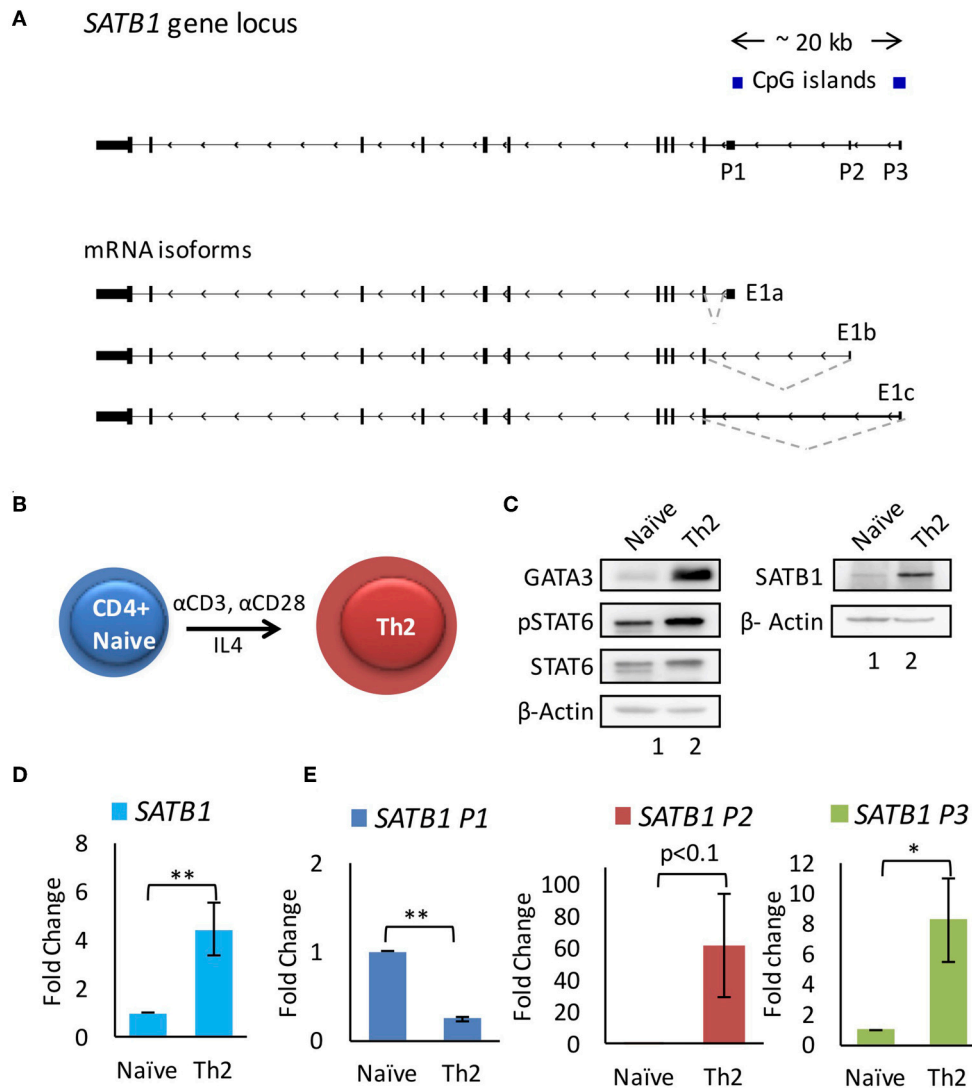 A
SATB1 gene locus
~ 20 kb
CpG islands
P1 P2 P3
mRNA isoforms
E1a
E1b
E1c
B
CD4+
Naive
αCD3, αCD28
IL4
Th2
C
Naïve Th2
GATA3
pSTAT6
STAT6
β-Actin
1 2
Naïve Th2
SATB1
β- Actin
1 2
D
SATB1
Fold Change
8
6
4
2
0
**
Naïve Th2
E
SATB1 P1
Fold Change
2
1
0
**
Naïve Th2
SATB1 P2
Fold Change
100
80
60
40
20
0
p<0.1
Naïve Th2
SATB1 P3
Fold change
12
10
8
6
4
2
0
*
Naïve Th2